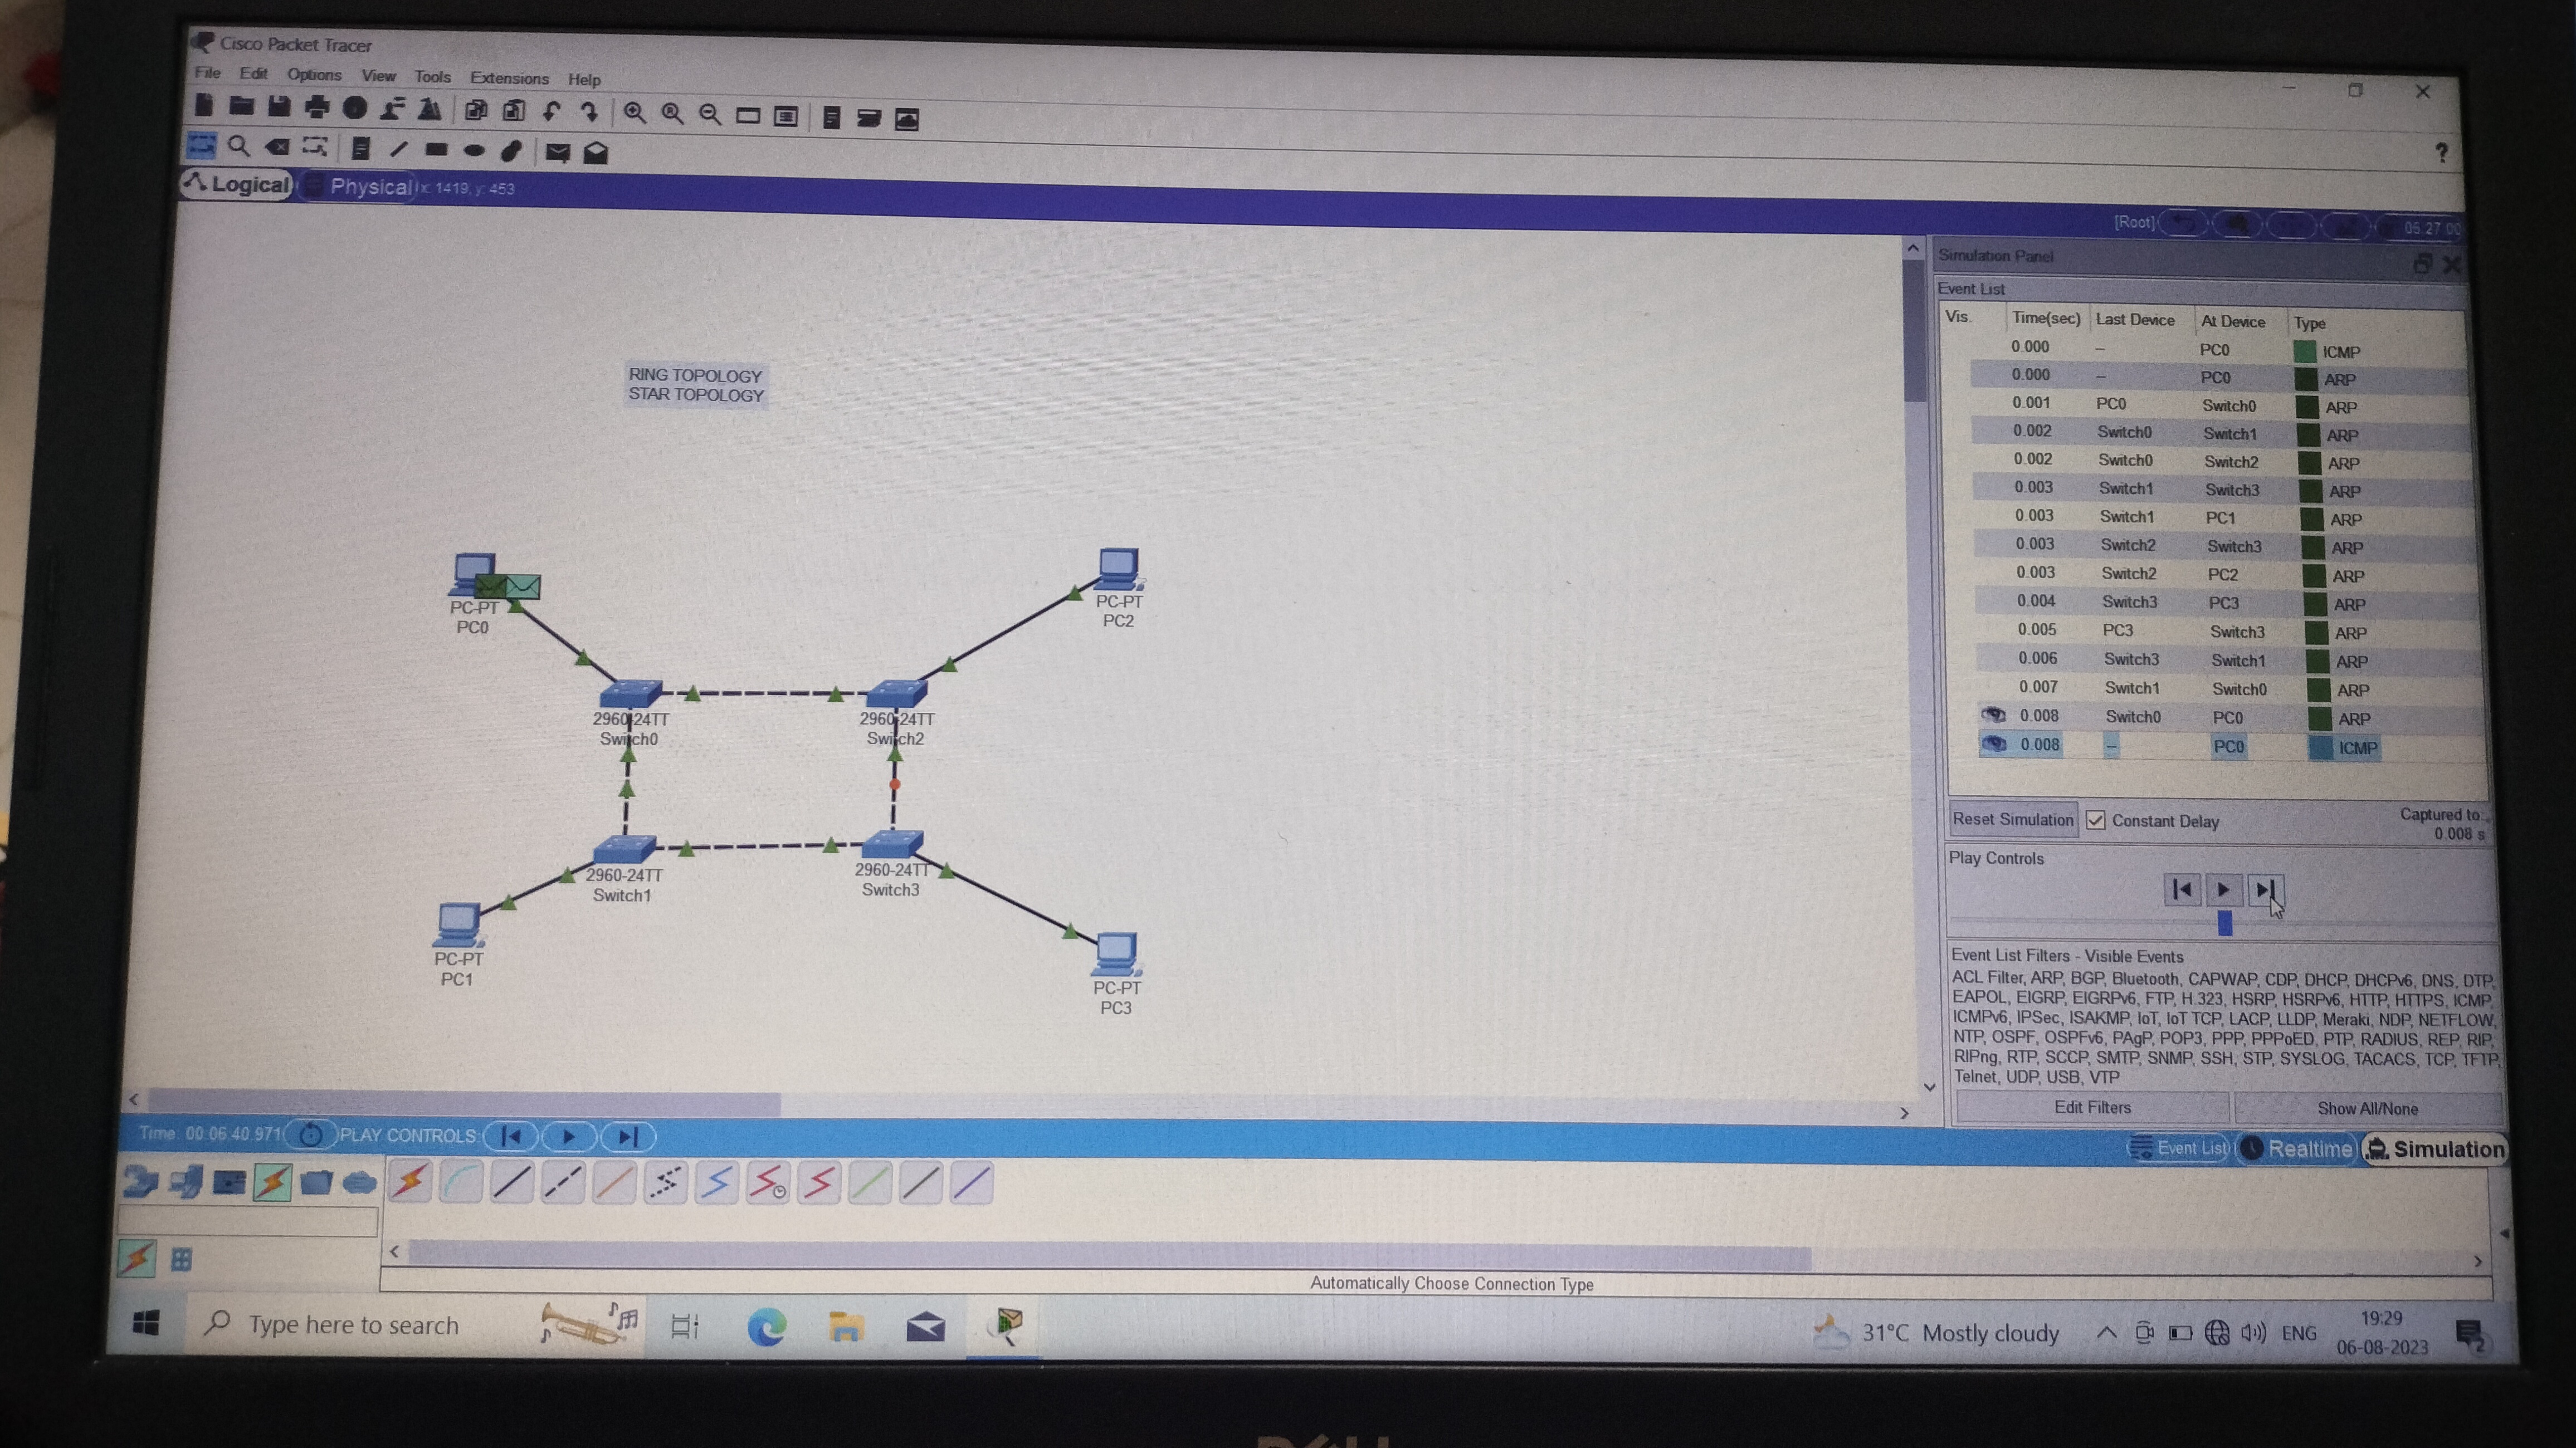 Cisco Packet Tracer
File Edit Options View Tools Extensions Help
?
Logical Physical x: 1419, y: 453
[Root] 05:27:00
Simulation Panel
Event List
Vis. Time(sec) Last Device At Device Type
0.000 -- PC0 ICMP
0.000 -- PC0 ARP
0.001 PC0 Switch0 ARP
0.002 Switch0 Switch1 ARP
0.002 Switch0 Switch2 ARP
0.003 Switch1 Switch3 ARP
0.003 Switch1 PC1 ARP
0.003 Switch2 Switch3 ARP
0.003 Switch2 PC2 ARP
0.004 Switch3 PC3 ARP
0.005 PC3 Switch3 ARP
0.006 Switch3 Switch1 ARP
0.007 Switch1 Switch0 ARP
0.008 Switch0 PC0 ARP
0.008 -- PC0 ICMP
Reset Simulation Constant Delay Captured to:
0.008 s
Play Controls
Event List Filters - Visible Events
ACL Filter, ARP, BGP, Bluetooth, CAPWAP, CDP, DHCP, DHCPv6, DNS, DTP,
EAPOL, EIGRP, EIGRPv6, FTP, H.323, HSRP, HSRPv6, HTTP, HTTPS, ICMP,
ICMPv6, IPSec, ISAKMP, IoT, IoT TCP, LACP, LLDP, Meraki, NDP, NETFLOW,
NTP, OSPF, OSPFv6, PAgP, POP3, PPP, PPPoED, PTP, RADIUS, REP, RIP,
RIPng, RTP, SCCP, SMTP, SNMP, SSH, STP, SYSLOG, TACACS, TCP, TFTP,
Telnet, UDP, USB, VTP
Edit Filters Show All/None
RING TOPOLOGY
STAR TOPOLOGY
PC-PT
PC0
PC-PT
PC2
2960-24TT
Switch0
2960-24TT
Switch2
2960-24TT
Switch1
2960-24TT
Switch3
PC-PT
PC1
PC-PT
PC3
Time: 00:06:40.971 PLAY CONTROLS:
Event List Realtime Simulation
Automatically Choose Connection Type
Type here to search
31°C Mostly cloudy ENG
19:29
06-08-2023
2
DELL